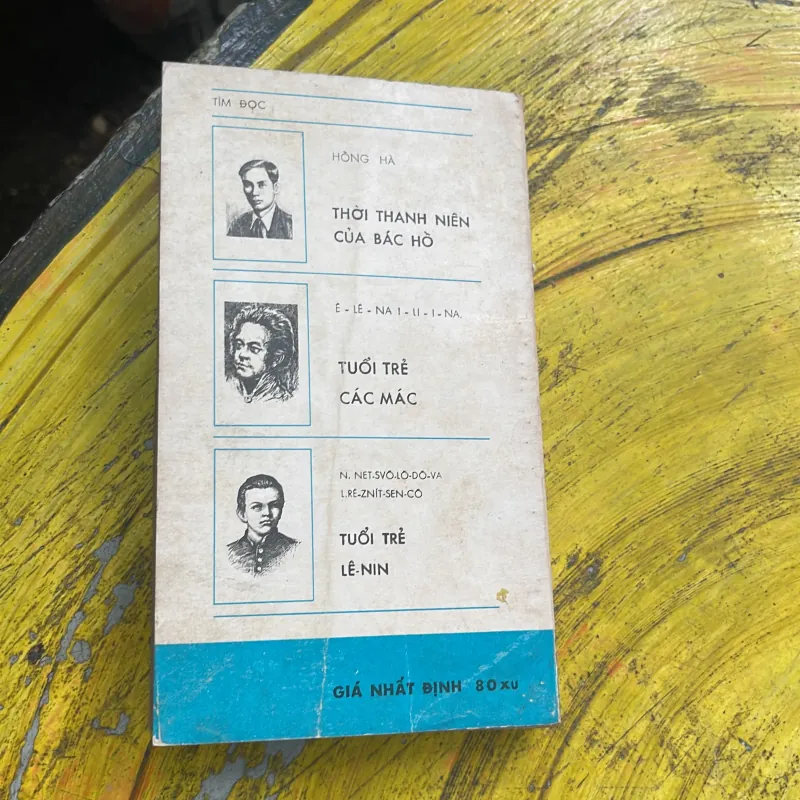 TÌM ĐỌC
HỒNG HÀ
THỜI THANH NIÊN
CỦA BÁC HỒ
Ê - LÊ - NA I - LI - I - NA.
TUỔI TRẺ
CÁC MÁC
N. NET-SVÔ-LÔ-DÔ-VA
L.RÊ-ZNÍT-SEN-CÔ
TUỔI TRẺ
LÊ-NIN
GIÁ NHẤT ĐỊNH 80 XU